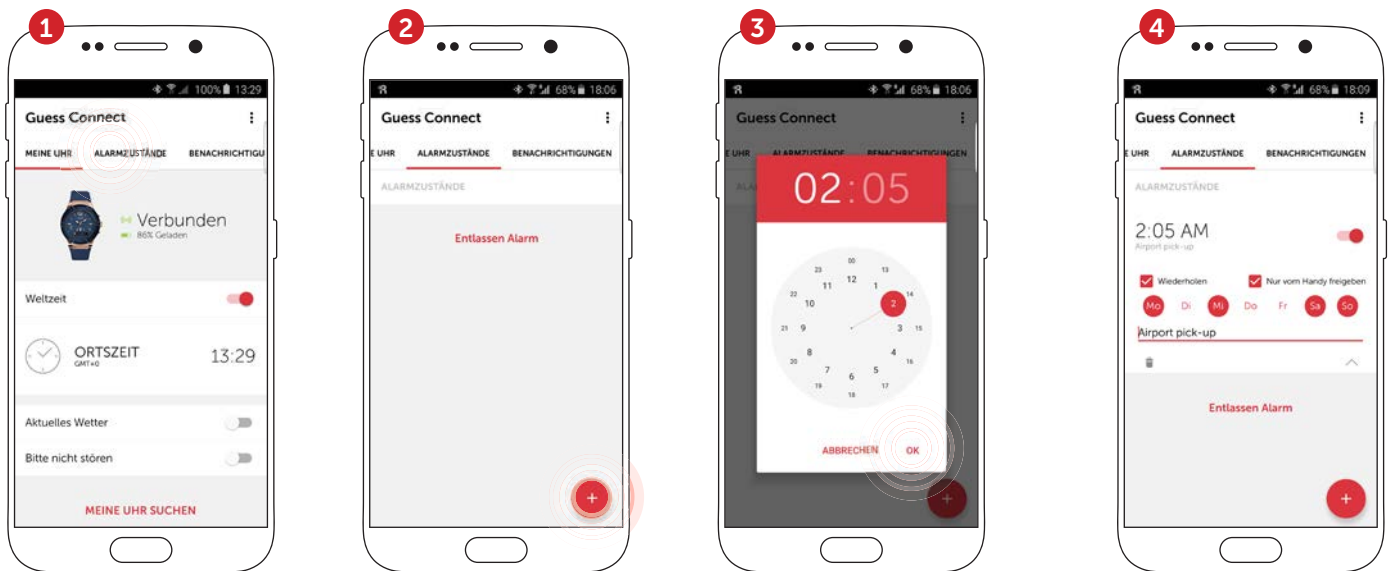 1
100% 13:29
Guess Connect
MEINE UHR ALARMZUSTÄNDE BENACHRICHTIGU
Verbunden
86% Geladen
Weltzeit
ORTSZEIT 13:29
GMT+0
Aktuelles Wetter
Bitte nicht stören
MEINE UHR SUCHEN
2
68% 18:06
Guess Connect
E UHR ALARMZUSTÄNDE BENACHRICHTIGUNGEN
ALARMZUSTÄNDE
Entlassen Alarm
+
3
68% 18:06
Guess Connect
E UHR ALARMZUSTÄNDE BENACHRICHTIGUNGEN
ALA
02:05
00
23 13
12
11 1
22 14
10 2
21 9 3 15
8 4
20 16
7 5
6
19 17
18
ABBRECHEN OK
+
4
68% 18:09
Guess Connect
E UHR ALARMZUSTÄNDE BENACHRICHTIGUNGEN
ALARMZUSTÄNDE
2:05 AM
Airport pick-up
Wiederholen Nur vom Handy freigeben
Mo Di Mi Do Fr Sa So
Airport pick-up
Entlassen Alarm
+